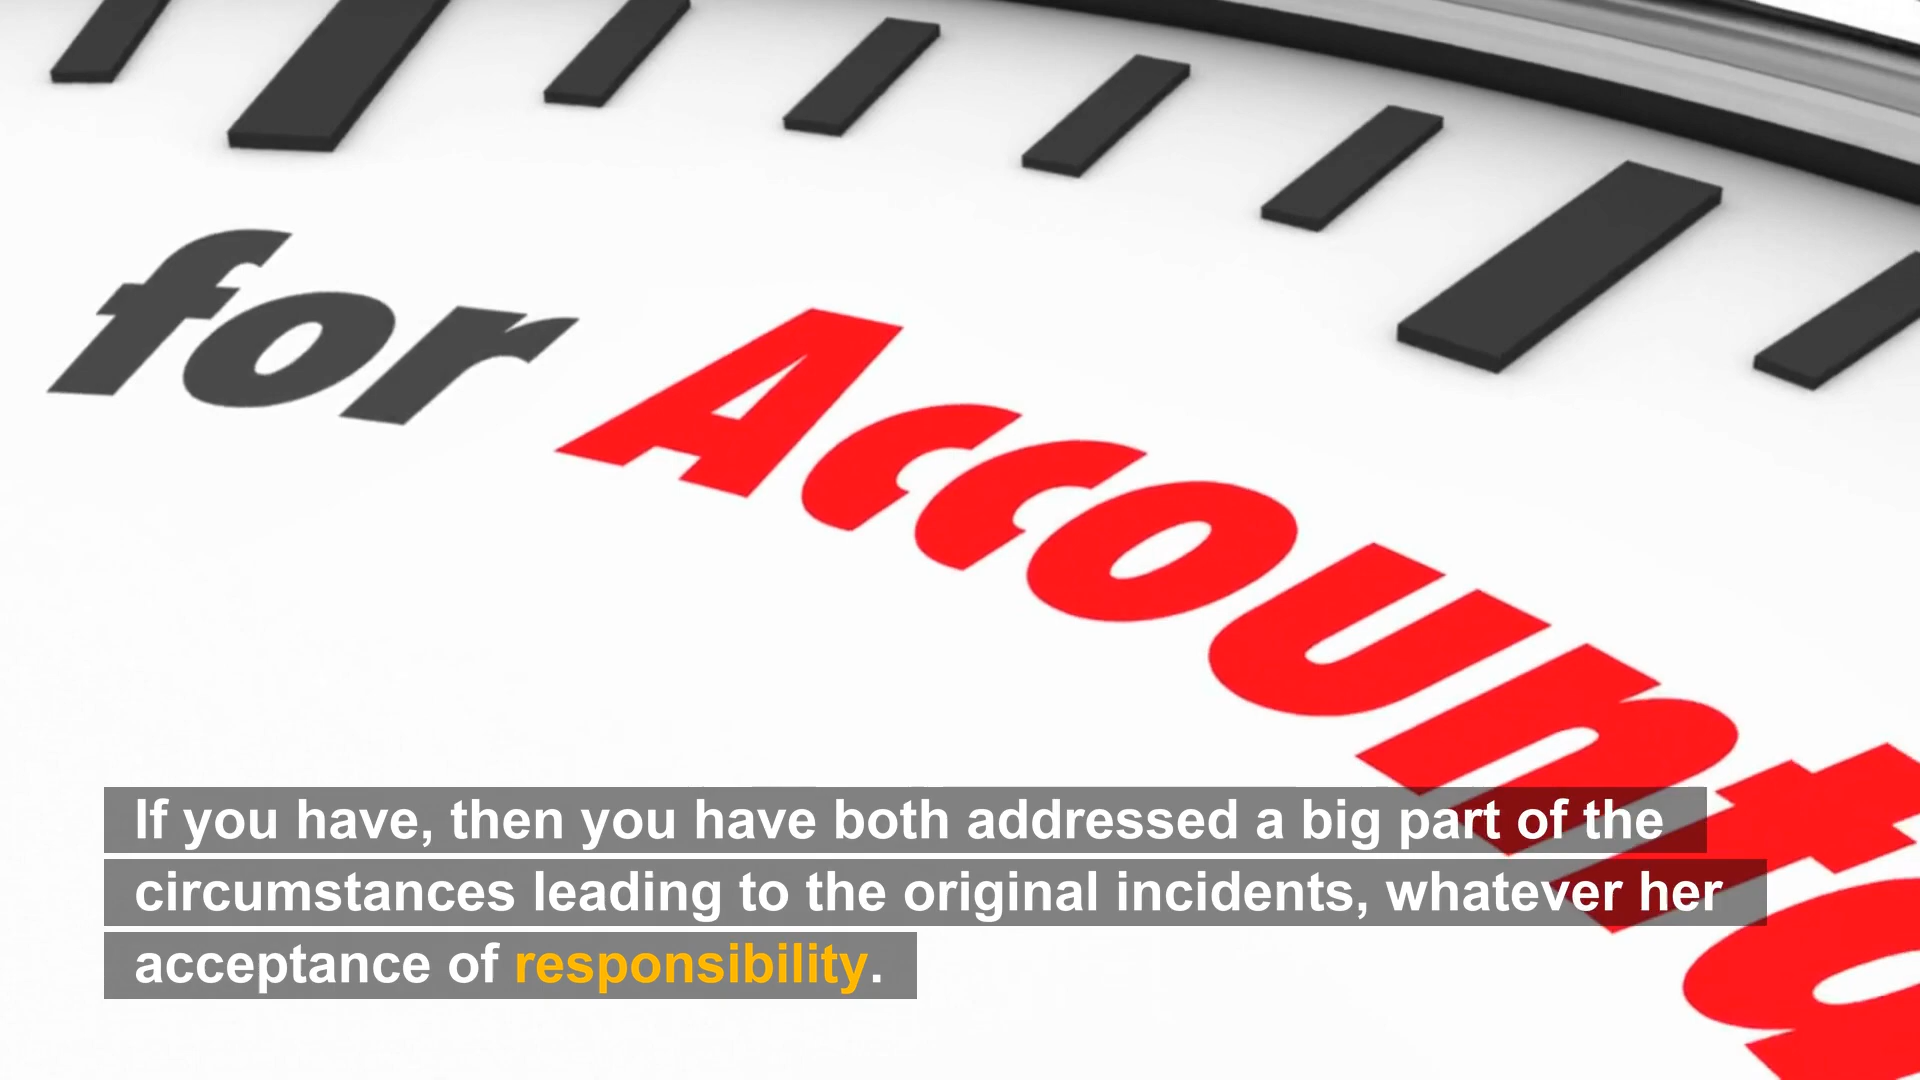 for Accounta
If you have, then you have both addressed a big part of the
circumstances leading to the original incidents, whatever her
acceptance of responsibility.